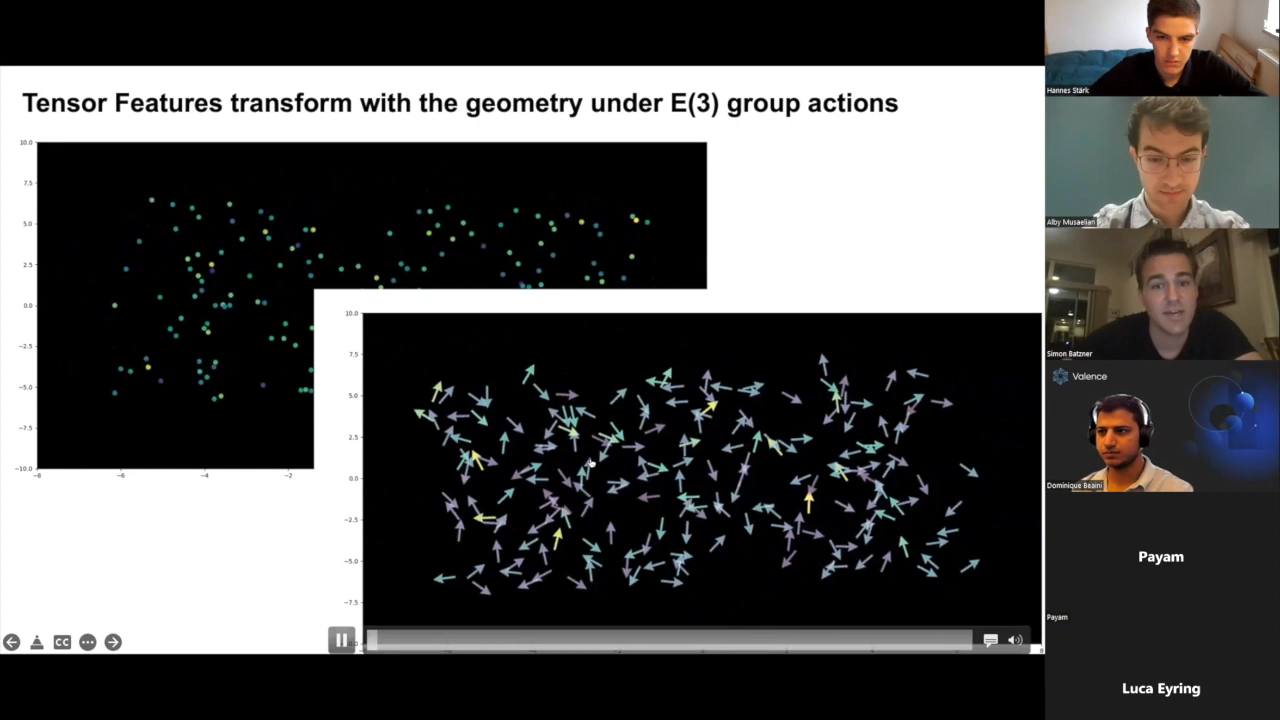 Tensor Features transform with the geometry under E(3) group actions
10.0
7.5
5.0
2.5
0.0
−2.5
−5.0
−7.5
−10.0
−8
−6
−4
−2
10.0
7.5
5.0
2.5
0.0
−2.5
−5.0
−7.5
CC
Hannes Stärk
Alby Musaelian
Simon Batzner
Valence
Dominique Beaini
Payam
Payam
Luca Eyring